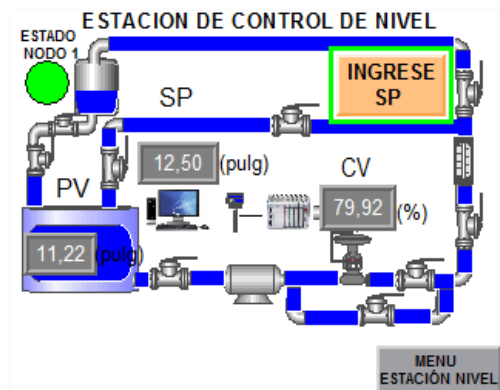 ESTACION DE CONTROL DE NIVEL
ESTADO
NODO 1
INGRESE
SP
SP
12,50 (pulg)
CV
PV
79,92 (%)
11,22 (pulg)
MENU
ESTACIÓN NIVEL